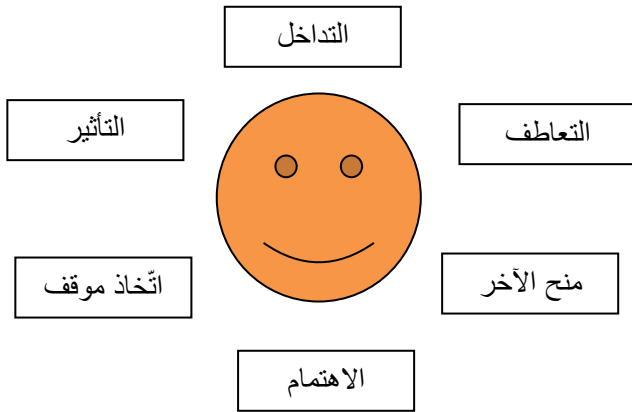 التداخل
التعاطف
التأثير
منح الآخر
اتّخاذ موقف
الاهتمام